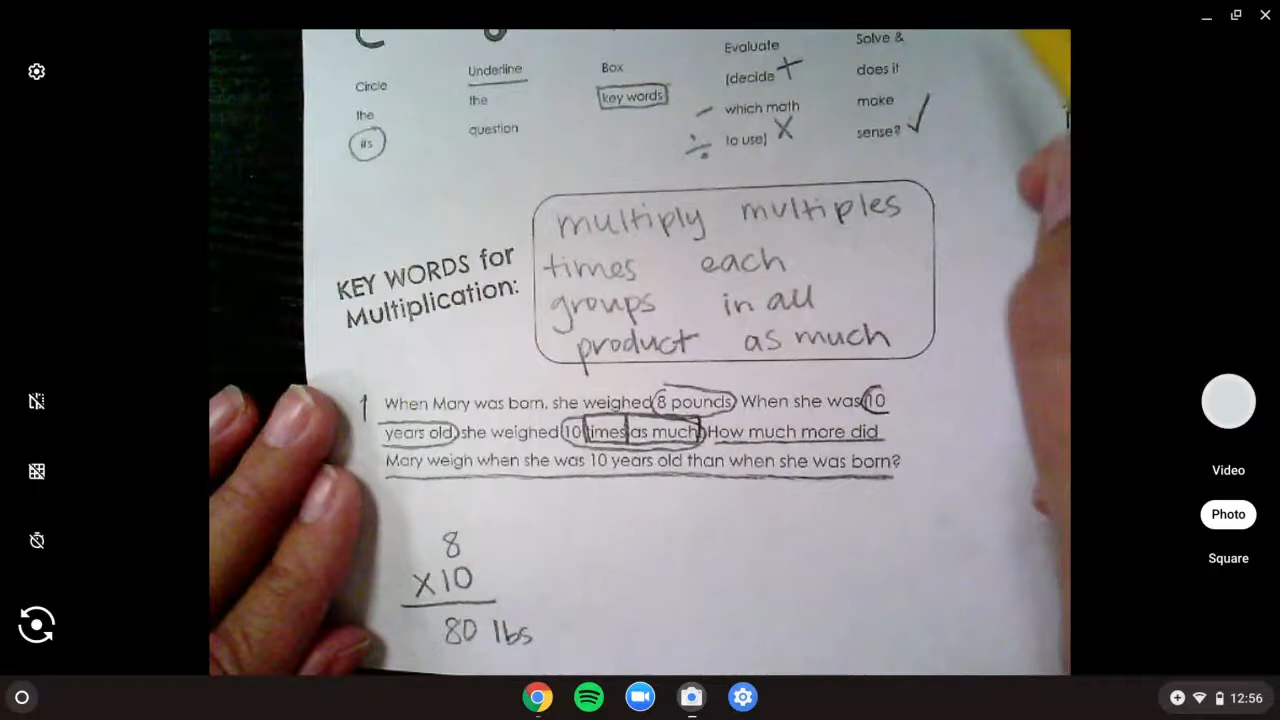 Circle
the
#s
Underline
the
question
Box
key words
Evaluate
(decide +
which math
to use) X
- ÷
Solve &
does it
make
sense? ✓
KEY WORDS for
Multiplication:
multiply multiples
times each
groups in all
product as much
1 When Mary was born, she weighed 8 pounds. When she was 10
years old, she weighed 10 times as much. How much more did
Mary weigh when she was 10 years old than when she was born?
8
X10
80 lbs
Video
Photo
Square
12:56